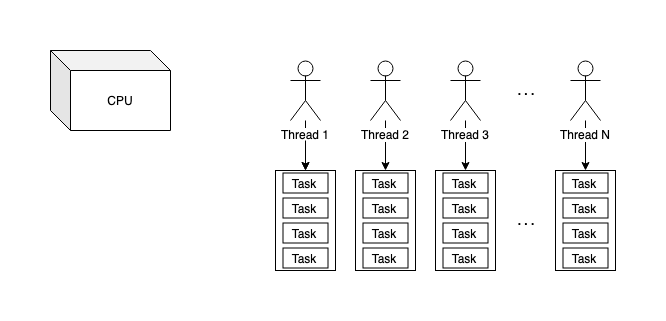 CPU
Thread 1 Thread 2 Thread 3 ... Thread N
Task Task Task Task
Task Task Task ... Task
Task Task Task Task
Task Task Task Task